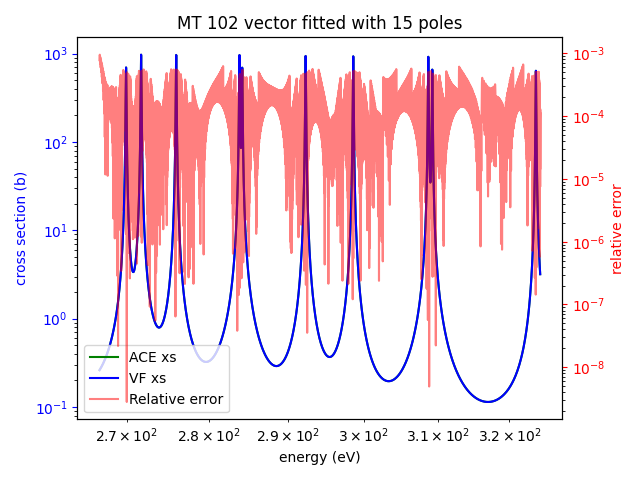 MT 102 vector fitted with 15 poles
10³
10²
10¹
10⁰
10⁻¹
cross section (b)
10⁻³
10⁻⁴
10⁻⁵
10⁻⁶
10⁻⁷
10⁻⁸
relative error
ACE xs
VF xs
Relative error
2.7 × 10² 2.8 × 10² 2.9 × 10² 3 × 10² 3.1 × 10² 3.2 × 10²
energy (eV)